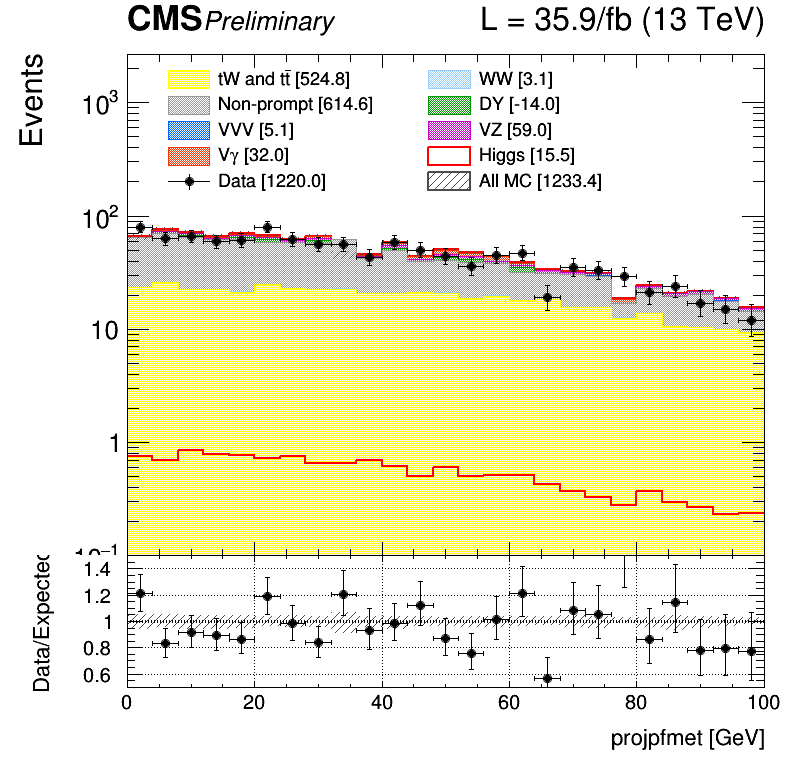 CMS Preliminary L = 35.9/fb (13 TeV)
Events
tW and tt̄ [524.8] WW [3.1]
Non-prompt [614.6] DY [-14.0]
VVV [5.1] VZ [59.0]
Vγ [32.0] Higgs [15.5]
Data [1220.0] All MC [1233.4]
10³
10²
10
1
Data/Expected
1.4
1.2
1
0.8
0.6
0 20 40 60 80 100
projpfmet [GeV]